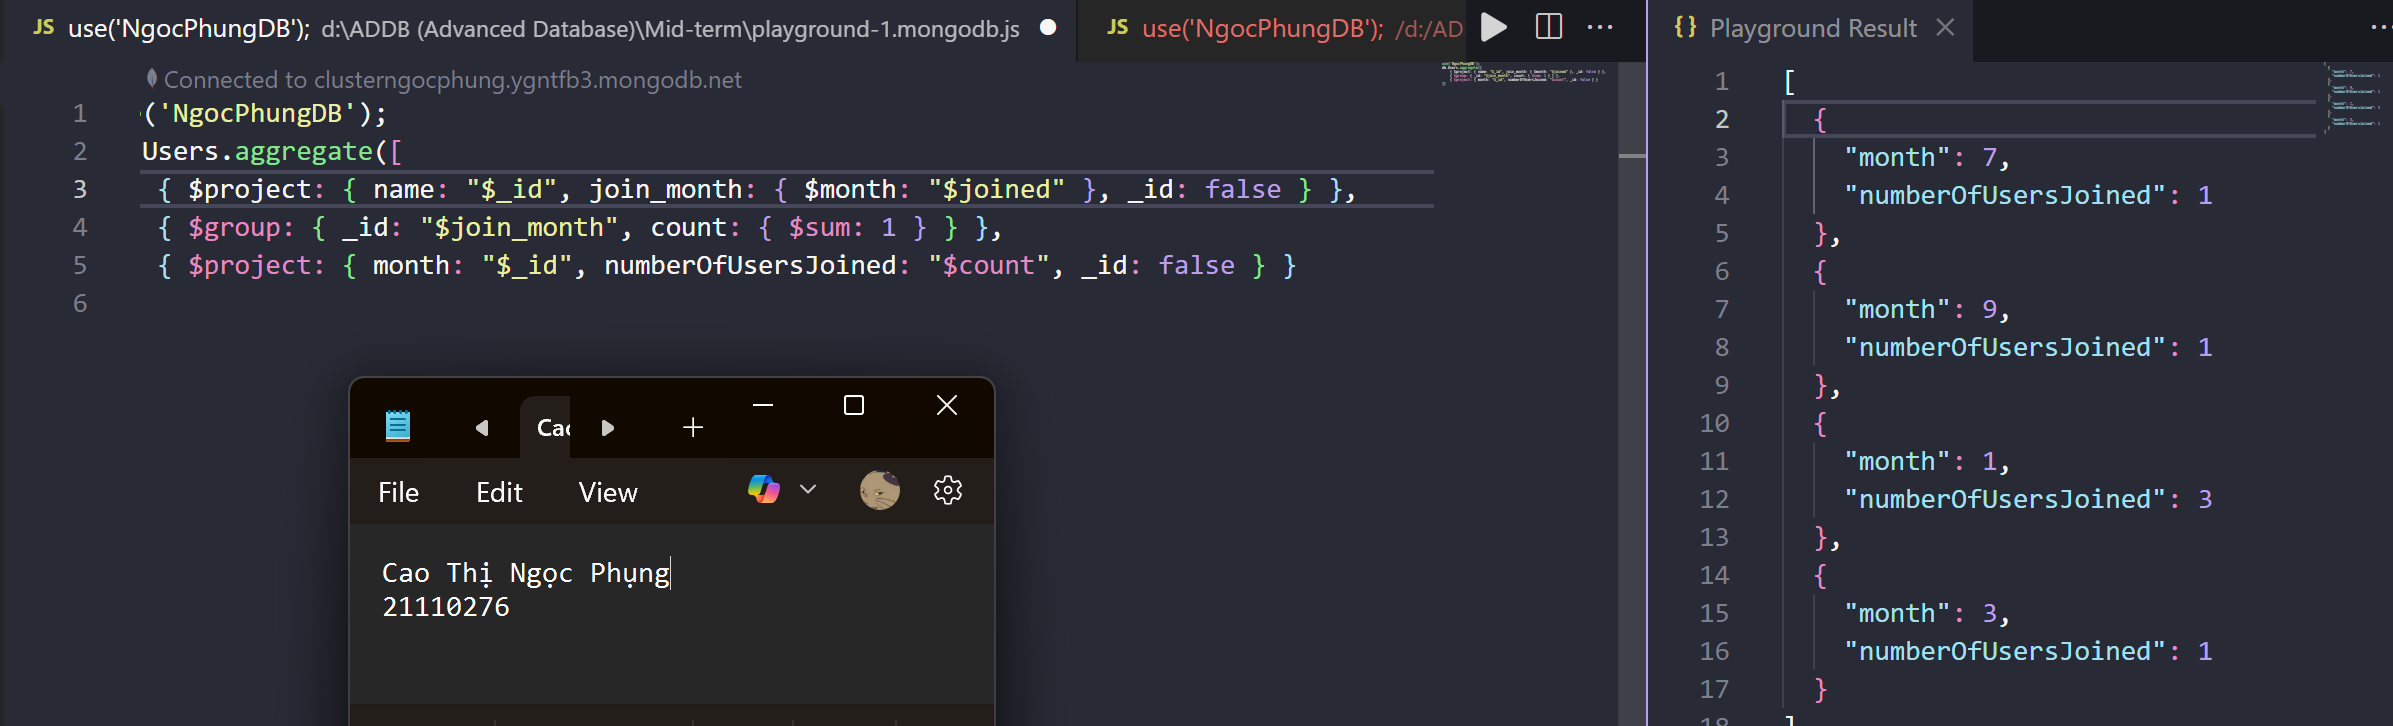 JS use('NgocPhungDB'); d:\ADDB (Advanced Database)\Mid-term\playground-1.mongodb.js
JS use('NgocPhungDB'); /d:/AD
Connected to clusterngocphung.ygntfb3.mongodb.net
1 ('NgocPhungDB');
2 Users.aggregate([
3 { $project: { name: "$_id", join_month: { $month: "$joined" }, _id: false } },
4 { $group: { _id: "$join_month", count: { $sum: 1 } } },
5 { $project: { month: "$_id", numberOfUsersJoined: "$count", _id: false } }
6
Cao
File Edit View
Cao Thị Ngọc Phụng
21110276
{} Playground Result
1 [
2 {
3 "month": 7,
4 "numberOfUsersJoined": 1
5 },
6 {
7 "month": 9,
8 "numberOfUsersJoined": 1
9 },
10 {
11 "month": 1,
12 "numberOfUsersJoined": 3
13 },
14 {
15 "month": 3,
16 "numberOfUsersJoined": 1
17 }
18 ]